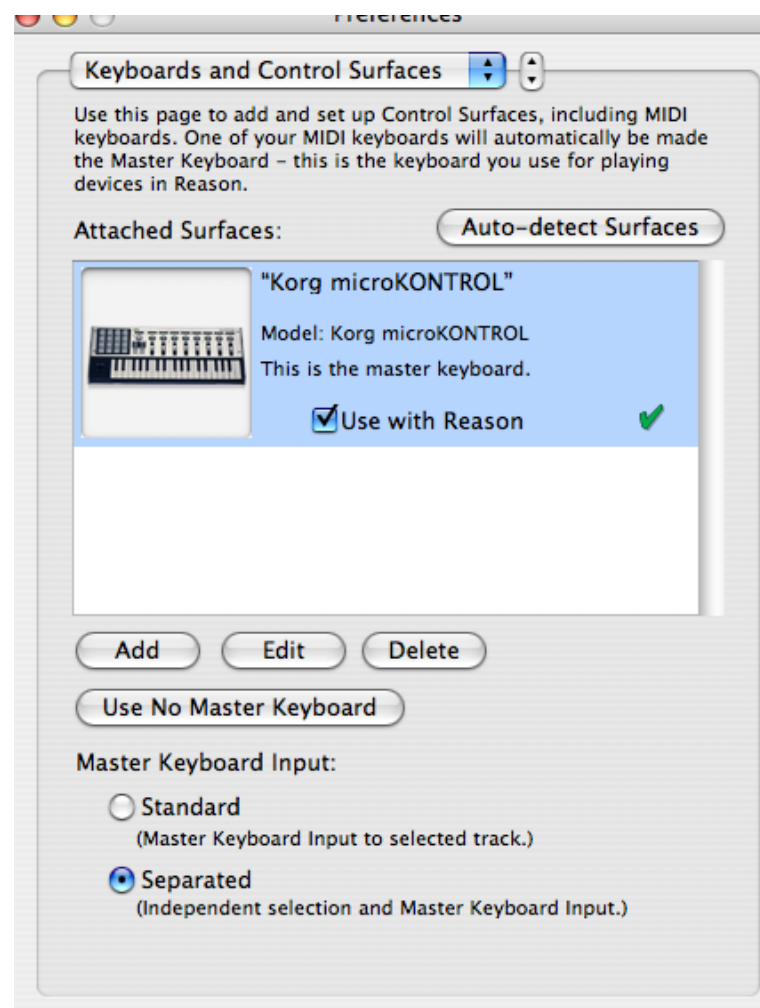 Preferences
Keyboards and Control Surfaces
Use this page to add and set up Control Surfaces, including MIDI
keyboards. One of your MIDI keyboards will automatically be made
the Master Keyboard – this is the keyboard you use for playing
devices in Reason.
Attached Surfaces:
Auto-detect Surfaces
“Korg microKONTROL”
Model: Korg microKONTROL
This is the master keyboard.
Use with Reason
Add
Edit
Delete
Use No Master Keyboard
Master Keyboard Input:
Standard
(Master Keyboard Input to selected track.)
Separated
(Independent selection and Master Keyboard Input.)